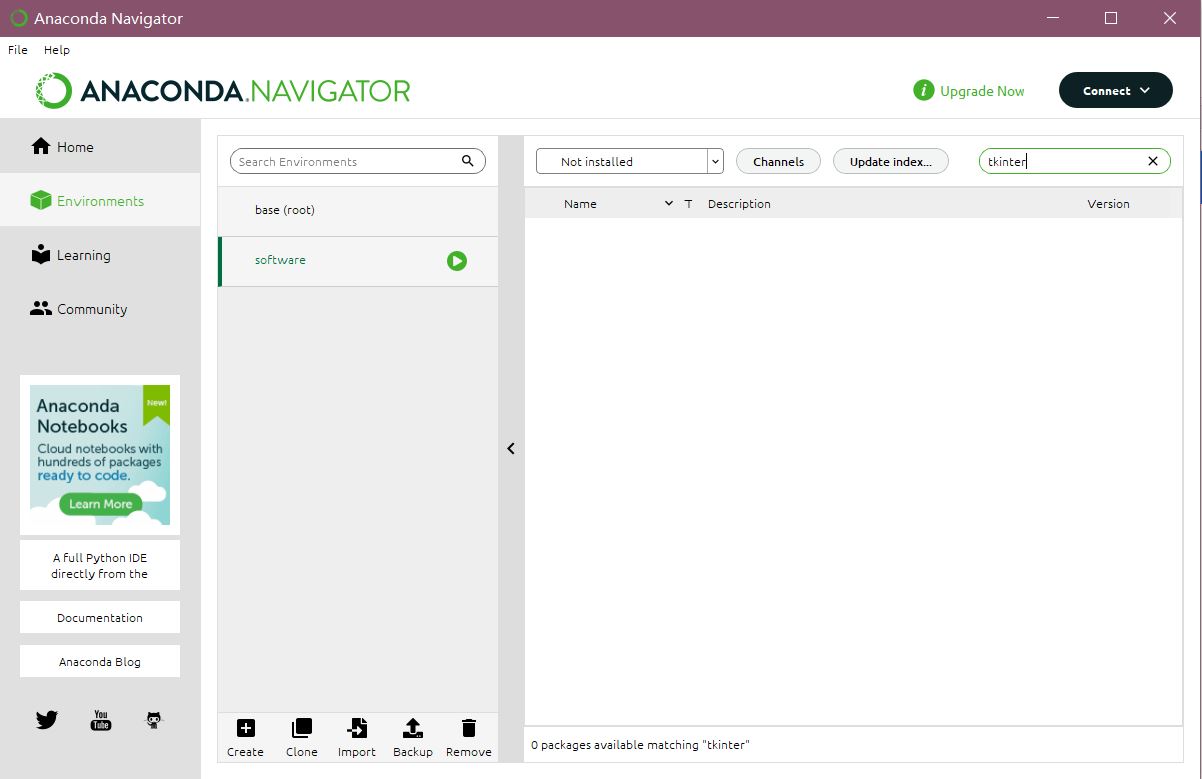 Anaconda Navigator
File Help
ANACONDA.NAVIGATOR
i Upgrade Now
Connect
Home
Environments
Learning
Community
Search Environments
base (root)
software
Not installed
Channels
Update index...
tkinter
Name T Description Version
New!
Anaconda
Notebooks
Cloud notebooks with
hundreds of packages
ready to code.
Learn More
A full Python IDE
directly from the
Documentation
Anaconda Blog
You
Tube
Create Clone Import Backup Remove
0 packages available matching "tkinter"